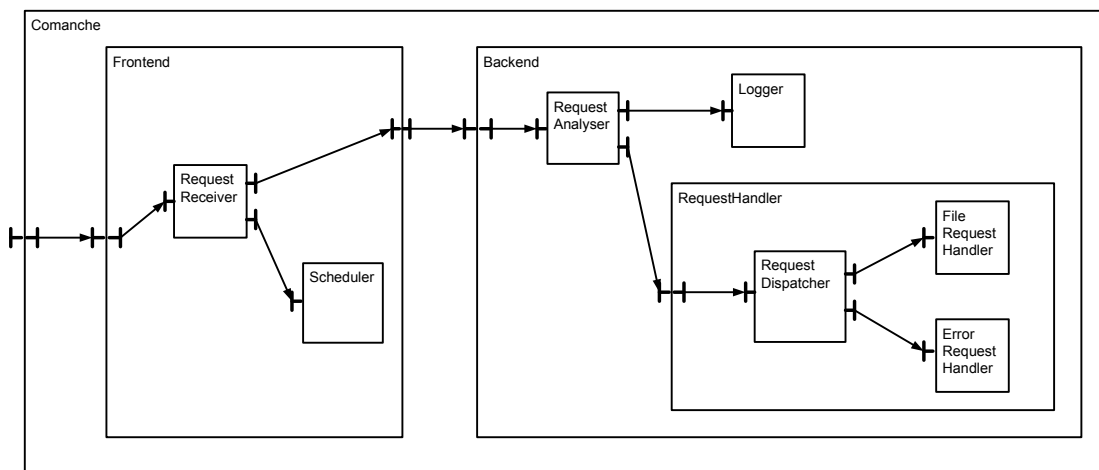 Comanche
Frontend
Backend
Logger
Request
Analyser
Request
Receiver
RequestHandler
File
Request
Handler
Request
Dispatcher
Scheduler
Error
Request
Handler